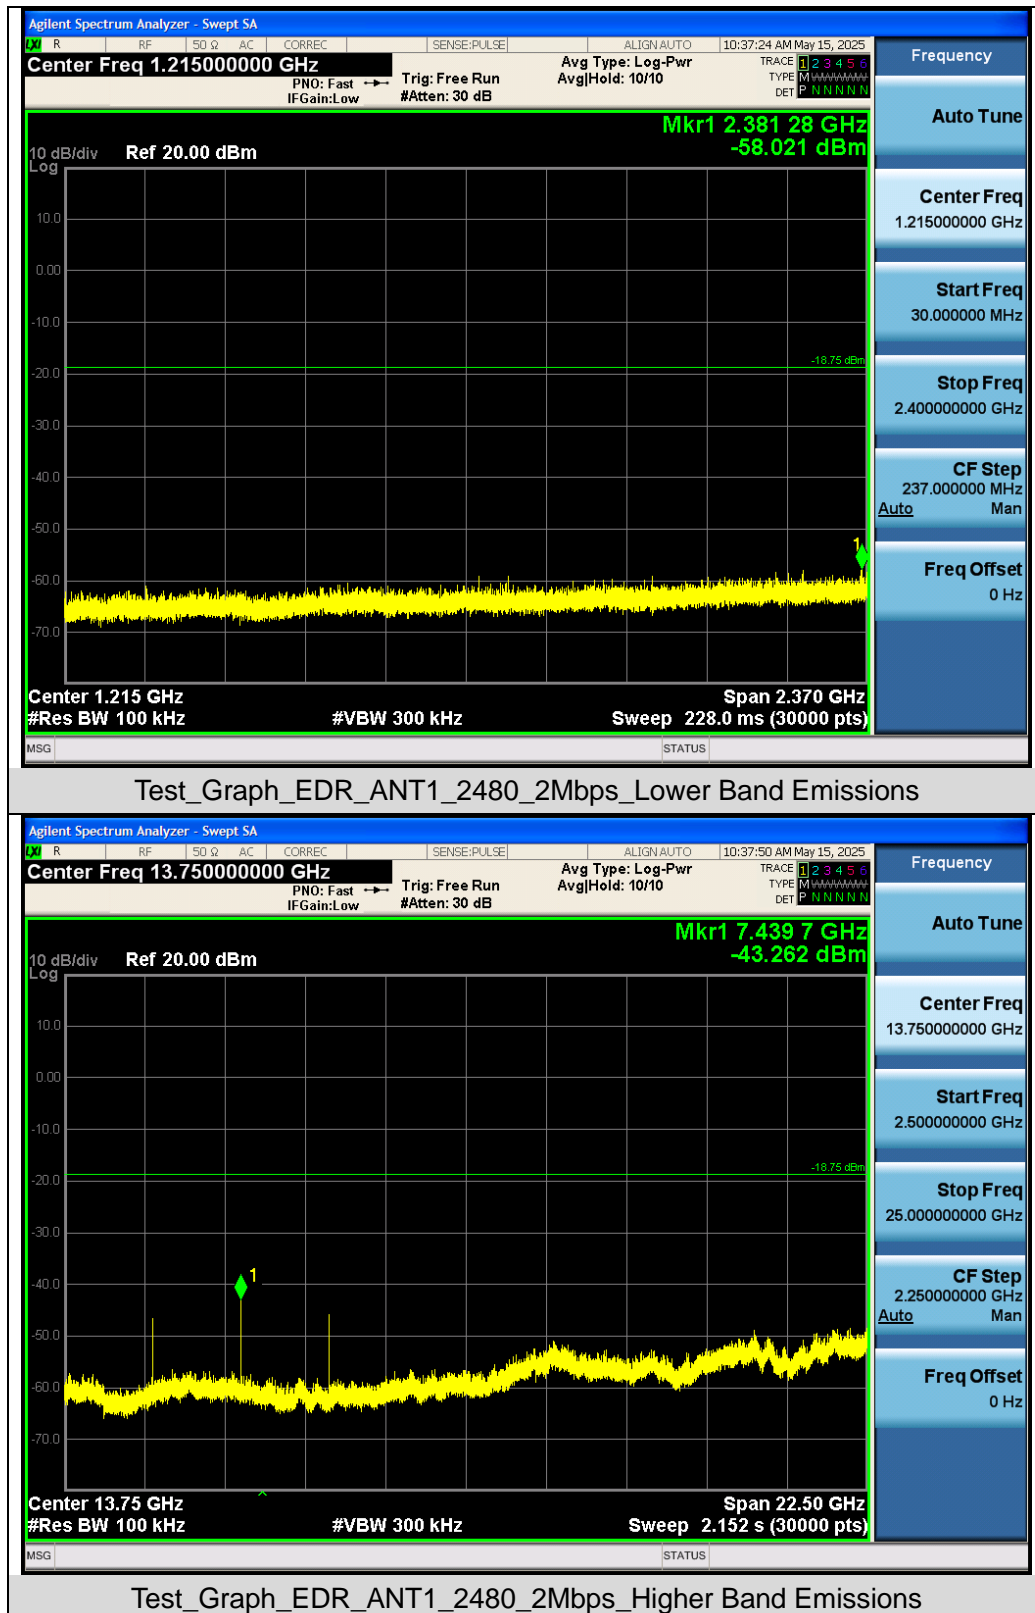 Agilent Spectrum Analyzer - Swept SA
LXI R RF 50 Ω AC CORREC SENSE:PULSE ALIGN AUTO 10:37:24 AM May 15, 2025
Center Freq 1.215000000 GHz
PNO: Fast
IFGain:Low
Trig: Free Run
#Atten: 30 dB
Avg Type: Log-Pwr
Avg|Hold: 10/10
TRACE 1 2 3 4 5 6
TYPE M WWWWW
DET P N N N N N
Mkr1 2.381 28 GHz
-58.021 dBm
10 dB/div Ref 20.00 dBm
Log
10.0
0.00
-10.0
-18.75 dBm
-20.0
-30.0
-40.0
-50.0
1
-60.0
-70.0
Center 1.215 GHz Span 2.370 GHz
#Res BW 100 kHz #VBW 300 kHz Sweep 228.0 ms (30000 pts)
MSG STATUS
Frequency
Auto Tune
Center Freq
1.215000000 GHz
Start Freq
30.000000 MHz
Stop Freq
2.400000000 GHz
CF Step
237.000000 MHz
Auto Man
Freq Offset
0 Hz
Test_Graph_EDR_ANT1_2480_2Mbps_Lower Band Emissions
Agilent Spectrum Analyzer - Swept SA
LXI R RF 50 Ω AC CORREC SENSE:PULSE ALIGN AUTO 10:37:50 AM May 15, 2025
Center Freq 13.750000000 GHz
PNO: Fast
IFGain:Low
Trig: Free Run
#Atten: 30 dB
Avg Type: Log-Pwr
Avg|Hold: 10/10
TRACE 1 2 3 4 5 6
TYPE M WWWWW
DET P N N N N N
Mkr1 7.439 7 GHz
-43.262 dBm
10 dB/div Ref 20.00 dBm
Log
10.0
0.00
-10.0
-18.75 dBm
-20.0
-30.0
1
-40.0
-50.0
-60.0
-70.0
Center 13.75 GHz Span 22.50 GHz
#Res BW 100 kHz #VBW 300 kHz Sweep 2.152 s (30000 pts)
MSG STATUS
Frequency
Auto Tune
Center Freq
13.750000000 GHz
Start Freq
2.500000000 GHz
Stop Freq
25.000000000 GHz
CF Step
2.250000000 GHz
Auto Man
Freq Offset
0 Hz
Test_Graph_EDR_ANT1_2480_2Mbps_Higher Band Emissions